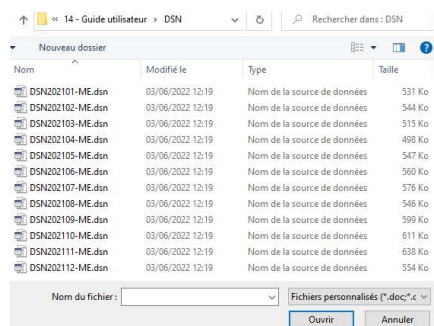 « 14 - Guide utilisateur > DSN Rechercher dans : DSN
Nouveau dossier
Nom Modifié le Type Taille
DSN202101-ME.dsn 03/06/2022 12:19 Nom de la source de données 531 Ko
DSN202102-ME.dsn 03/06/2022 12:19 Nom de la source de données 544 Ko
DSN202103-ME.dsn 03/06/2022 12:19 Nom de la source de données 515 Ko
DSN202104-ME.dsn 03/06/2022 12:19 Nom de la source de données 498 Ko
DSN202105-ME.dsn 03/06/2022 12:19 Nom de la source de données 547 Ko
DSN202106-ME.dsn 03/06/2022 12:19 Nom de la source de données 560 Ko
DSN202107-ME.dsn 03/06/2022 12:19 Nom de la source de données 576 Ko
DSN202108-ME.dsn 03/06/2022 12:19 Nom de la source de données 546 Ko
DSN202109-ME.dsn 03/06/2022 12:19 Nom de la source de données 599 Ko
DSN202110-ME.dsn 03/06/2022 12:19 Nom de la source de données 611 Ko
DSN202111-ME.dsn 03/06/2022 12:19 Nom de la source de données 638 Ko
DSN202112-ME.dsn 03/06/2022 12:19 Nom de la source de données 554 Ko
Nom du fichier : Fichiers personnalisés (*.doc;*.c
Ouvrir Annuler